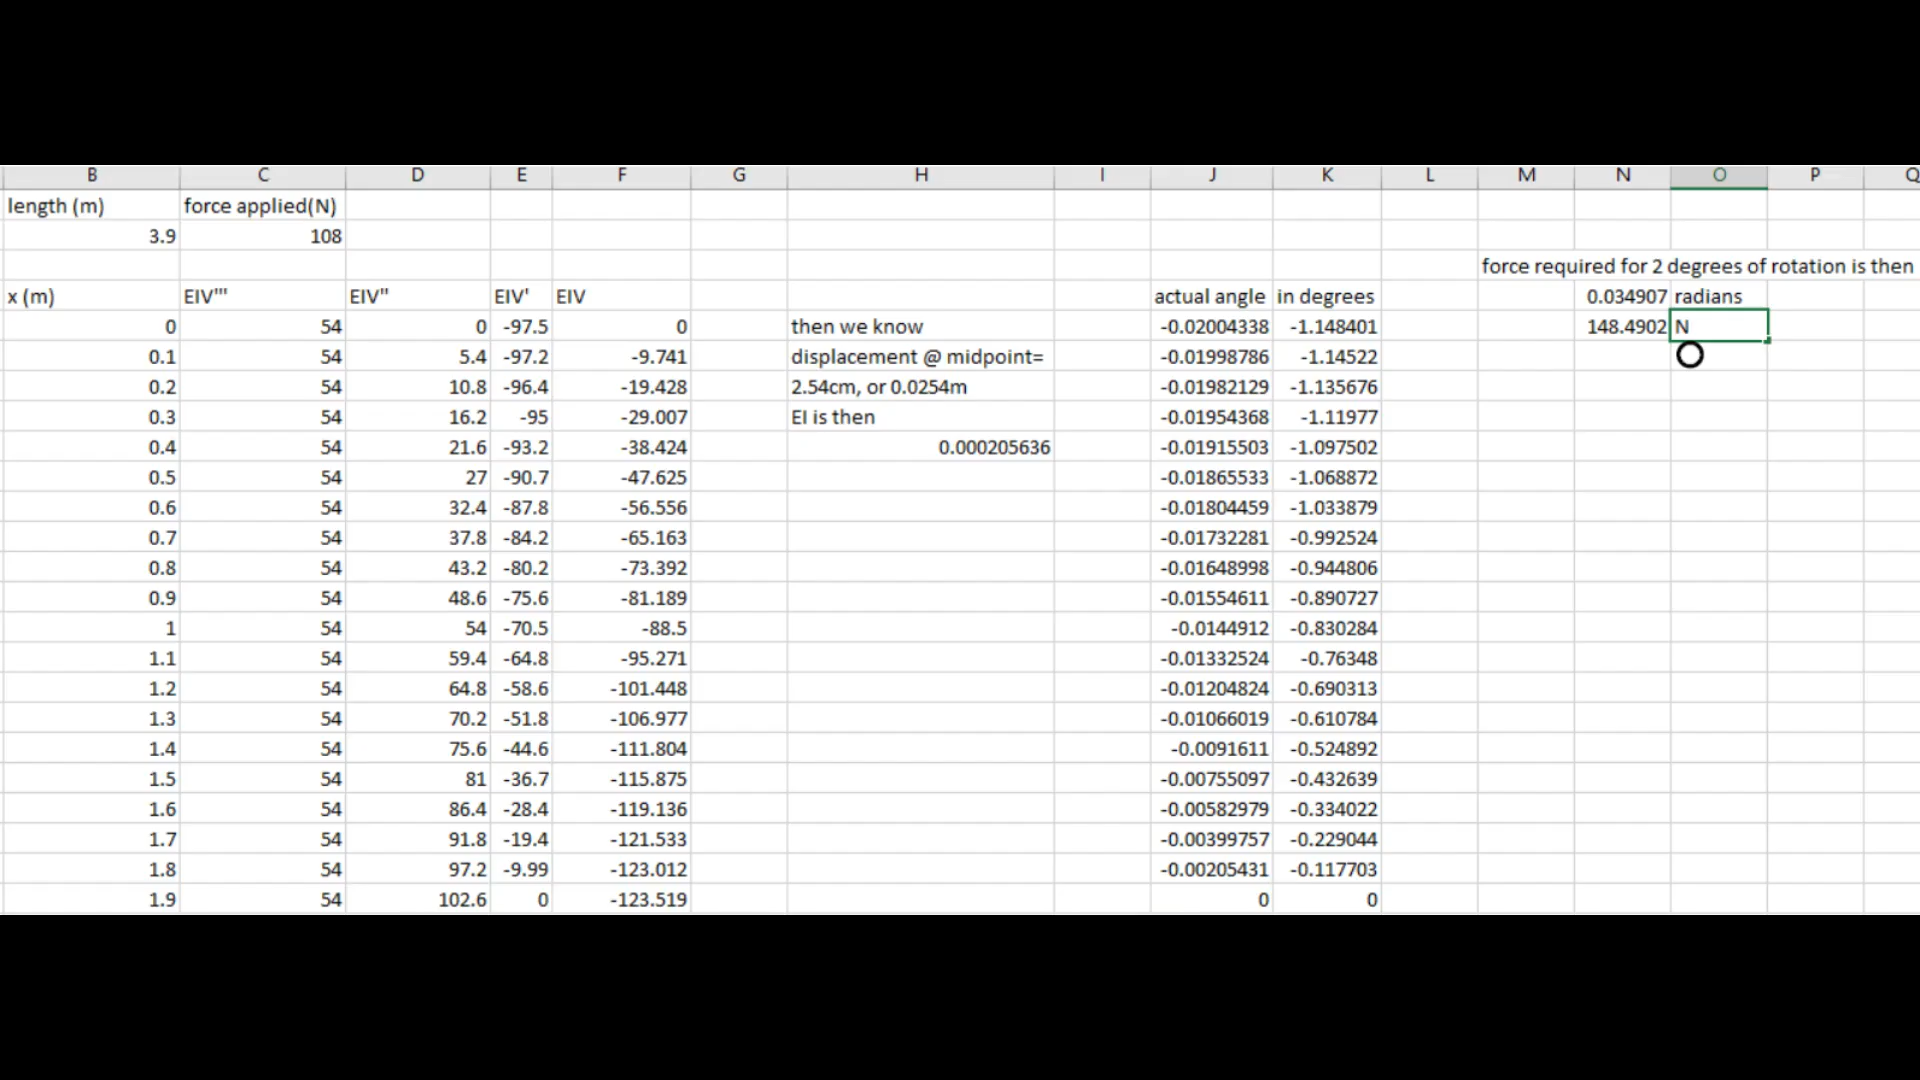 B C D E F G H I J K L M N O P Q
length (m) force applied(N)
3.9 108
force required for 2 degrees of rotation is then
x (m) EIV''' EIV'' EIV' EIV actual angle in degrees 0.034907 radians
0 54 0 -97.5 0 then we know -0.02004338 -1.148401 148.4902 N
0.1 54 5.4 -97.2 -9.741 displacement @ midpoint= -0.01998786 -1.14522
0.2 54 10.8 -96.4 -19.428 2.54cm, or 0.0254m -0.01982129 -1.135676
0.3 54 16.2 -95 -29.007 EI is then -0.01954368 -1.11977
0.4 54 21.6 -93.2 -38.424 0.000205636 -0.01915503 -1.097502
0.5 54 27 -90.7 -47.625 -0.01865533 -1.068872
0.6 54 32.4 -87.8 -56.556 -0.01804459 -1.033879
0.7 54 37.8 -84.2 -65.163 -0.01732281 -0.992524
0.8 54 43.2 -80.2 -73.392 -0.01648998 -0.944806
0.9 54 48.6 -75.6 -81.189 -0.01554611 -0.890727
1 54 54 -70.5 -88.5 -0.0144912 -0.830284
1.1 54 59.4 -64.8 -95.271 -0.01332524 -0.76348
1.2 54 64.8 -58.6 -101.448 -0.01204824 -0.690313
1.3 54 70.2 -51.8 -106.977 -0.01066019 -0.610784
1.4 54 75.6 -44.6 -111.804 -0.0091611 -0.524892
1.5 54 81 -36.7 -115.875 -0.00755097 -0.432639
1.6 54 86.4 -28.4 -119.136 -0.00582979 -0.334022
1.7 54 91.8 -19.4 -121.533 -0.00399757 -0.229044
1.8 54 97.2 -9.99 -123.012 -0.00205431 -0.117703
1.9 54 102.6 0 -123.519 0 0